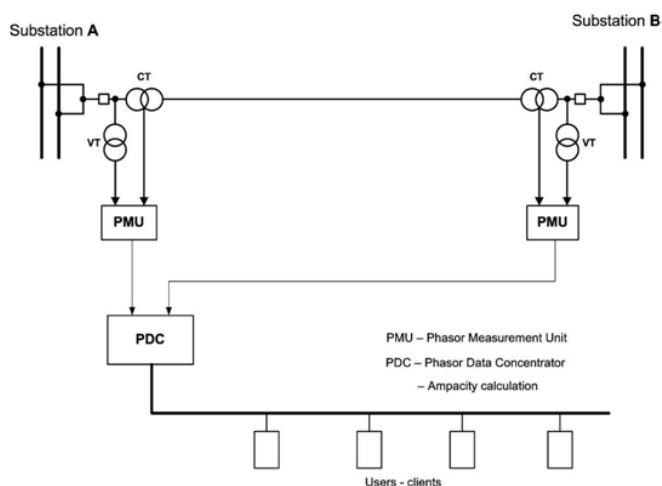 Substation A
Substation B
CT
CT
VT
VT
PMU
PMU
PDC
PMU – Phasor Measurement Unit
PDC – Phasor Data Concentrator
– Ampacity calculation
Users - clients